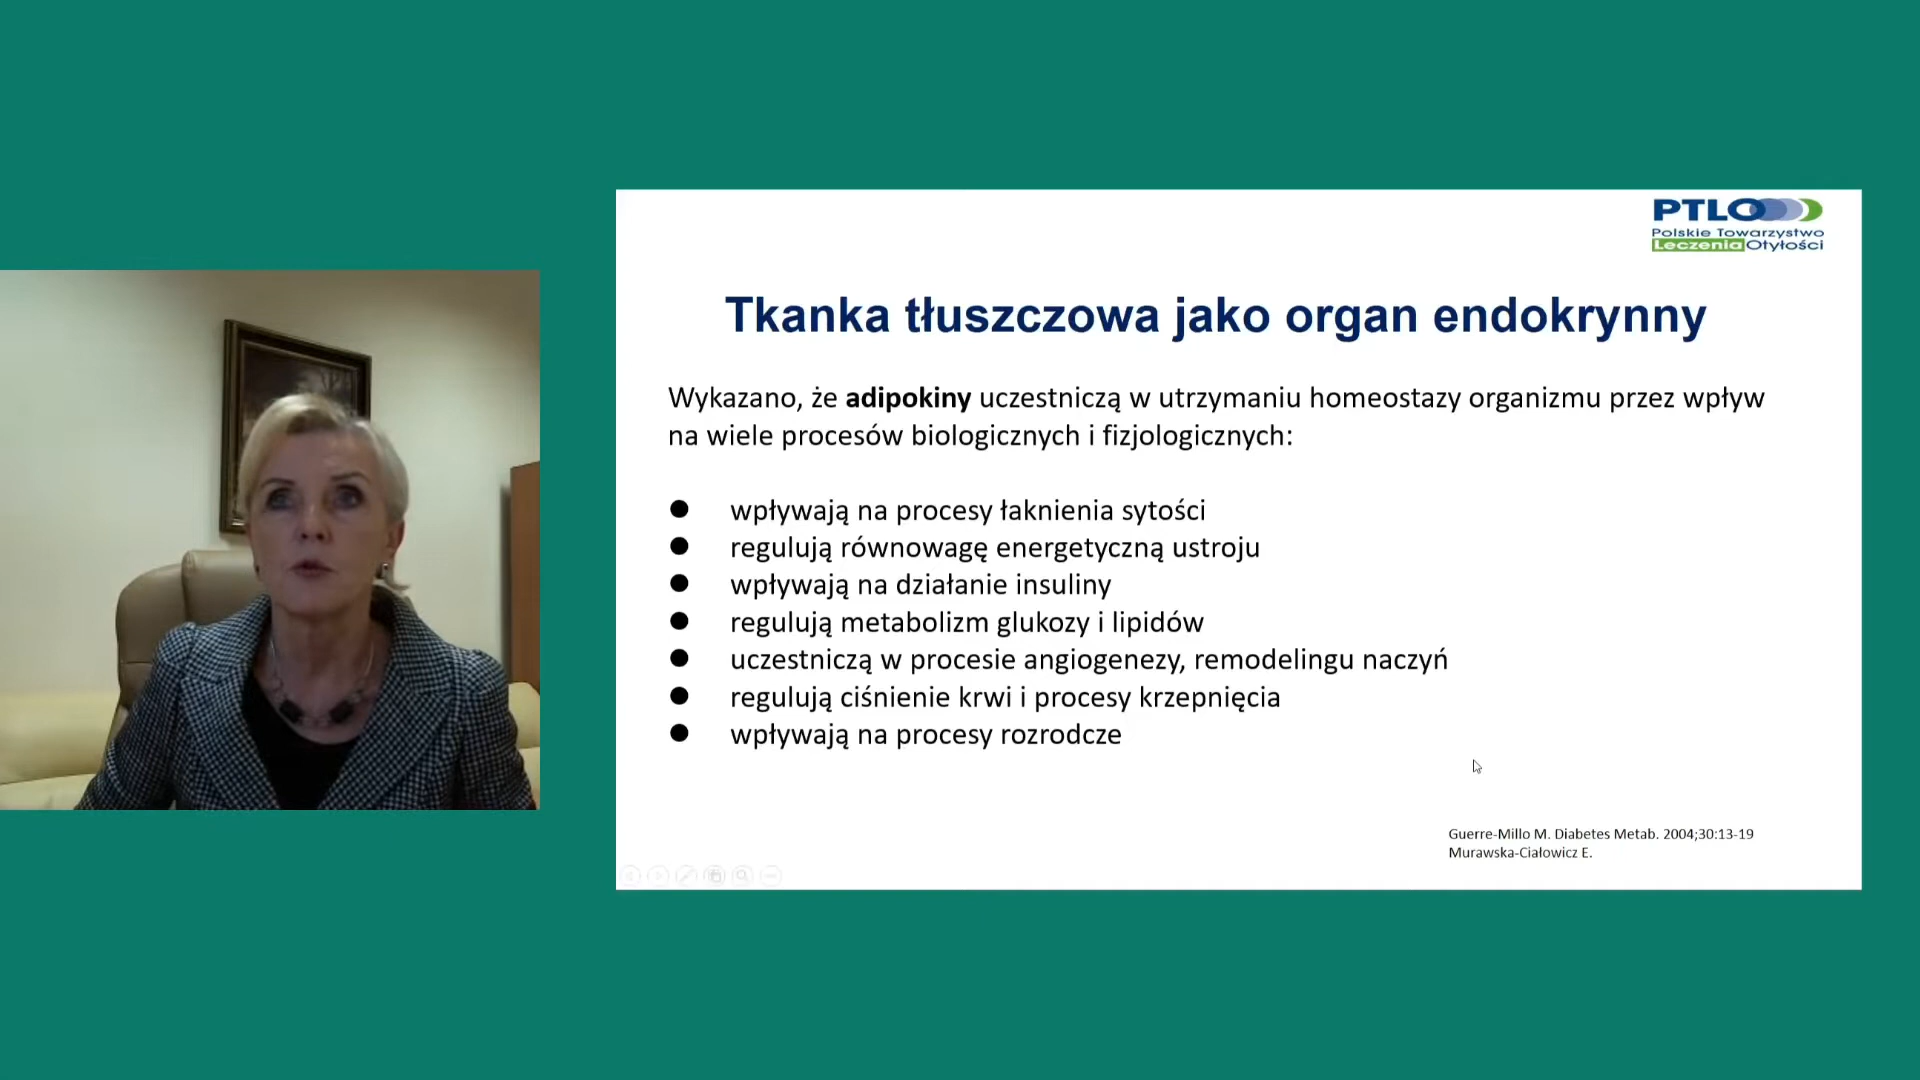 PTLO
Polskie Towarzystwo
Leczenia Otyłości
Tkanka tłuszczowa jako organ endokrynny
Wykazano, że adipokiny uczestniczą w utrzymaniu homeostazy organizmu przez wpływ
na wiele procesów biologicznych i fizjologicznych:
● wpływają na procesy łaknienia sytości
● regulują równowagę energetyczną ustroju
● wpływają na działanie insuliny
● regulują metabolizm glukozy i lipidów
● uczestniczą w procesie angiogenezy, remodelingu naczyń
● regulują ciśnienie krwi i procesy krzepnięcia
● wpływają na procesy rozrodcze
Guerre-Millo M. Diabetes Metab. 2004;30:13-19
Murawska-Ciałowicz E.